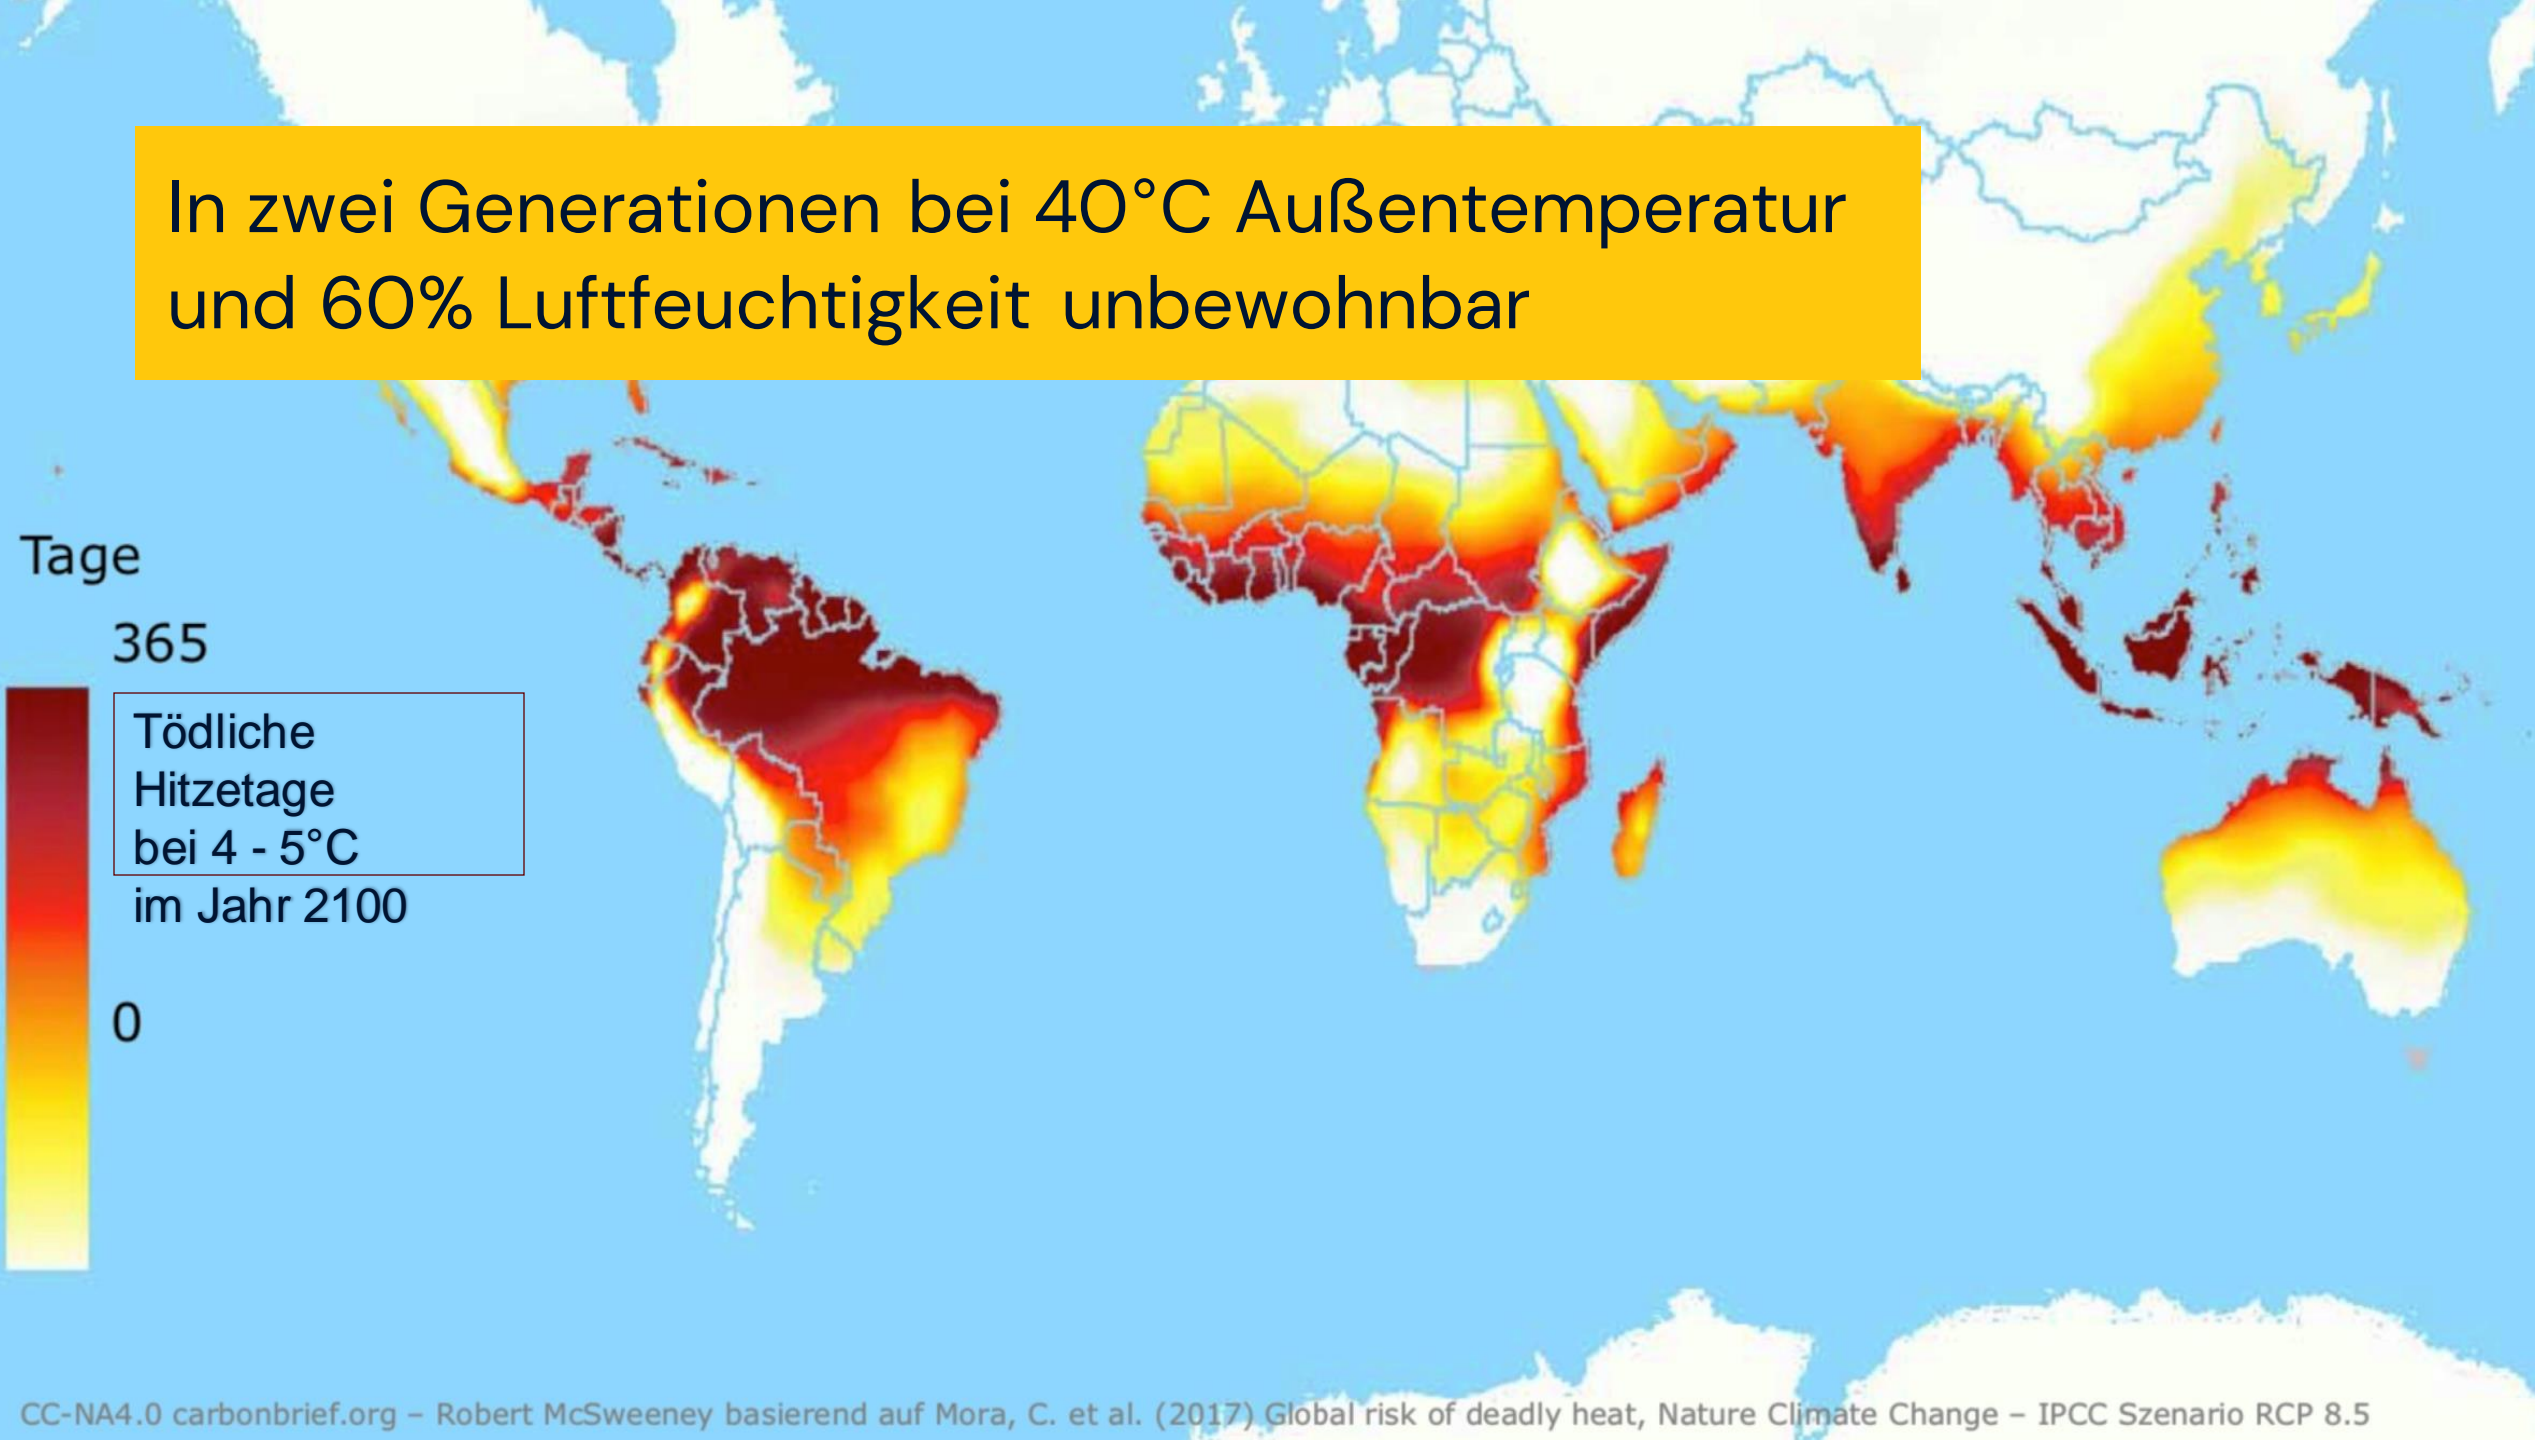 In zwei Generationen bei 40°C Außentemperatur
und 60% Luftfeuchtigkeit unbewohnbar
Tage
365
Tödliche
Hitzetage
bei 4 - 5°C
im Jahr 2100
0
CC-NA4.0 carbonbrief.org – Robert McSweeney basierend auf Mora, C. et al. (2017) Global risk of deadly heat, Nature Climate Change – IPCC Szenario RCP 8.5